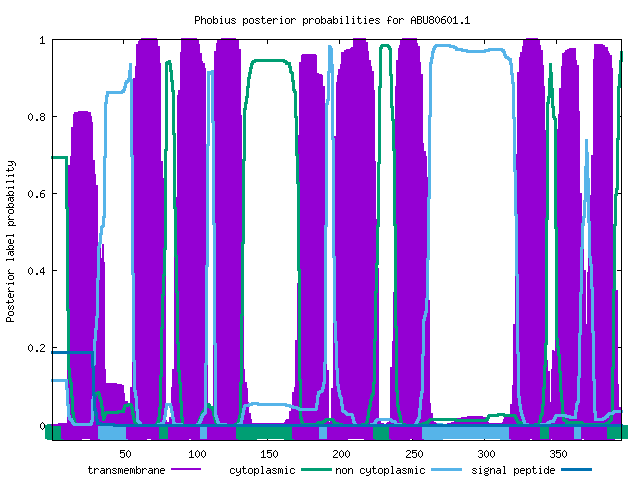 Phobius posterior probabilities for ABU80601.1
1
0.8
0.6
0.4
0.2
0
Posterior label probability
50 100 150 200 250 300 350
transmembrane cytoplasmic non cytoplasmic signal peptide